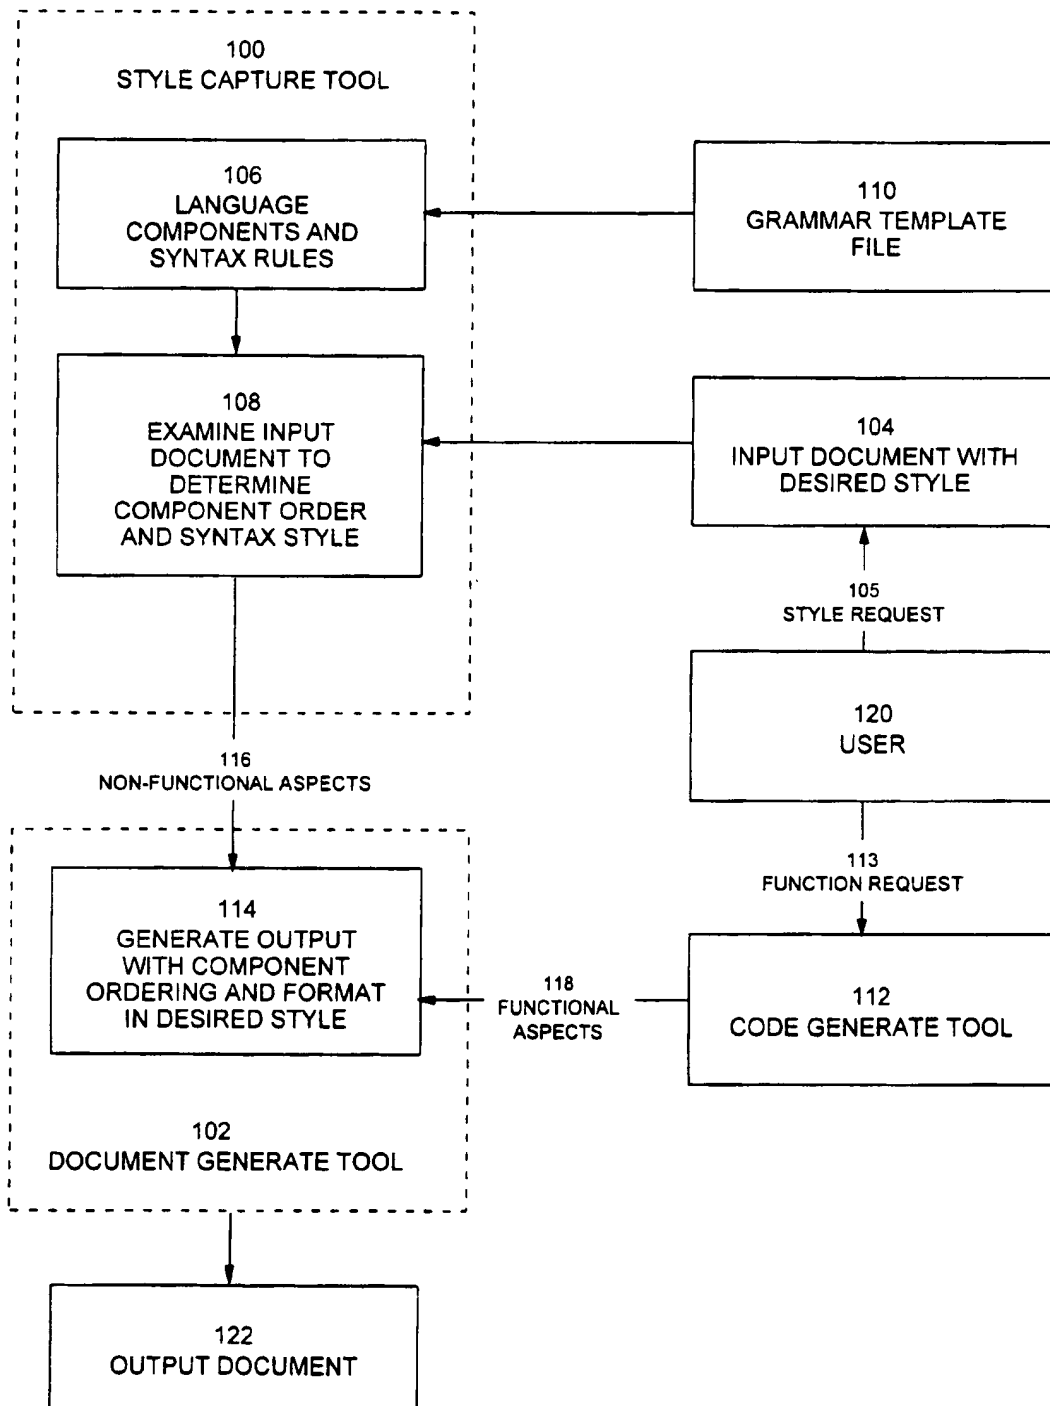 100
STYLE CAPTURE TOOL
106
LANGUAGE
COMPONENTS AND
SYNTAX RULES
110
GRAMMAR TEMPLATE
FILE
108
EXAMINE INPUT
DOCUMENT TO
DETERMINE
COMPONENT ORDER
AND SYNTAX STYLE
104
INPUT DOCUMENT WITH
DESIRED STYLE
105
STYLE REQUEST
120
USER
116
NON-FUNCTIONAL ASPECTS
113
FUNCTION REQUEST
114
GENERATE OUTPUT
WITH COMPONENT
ORDERING AND FORMAT
IN DESIRED STYLE
118
FUNCTIONAL
ASPECTS
112
CODE GENERATE TOOL
102
DOCUMENT GENERATE TOOL
122
OUTPUT DOCUMENT